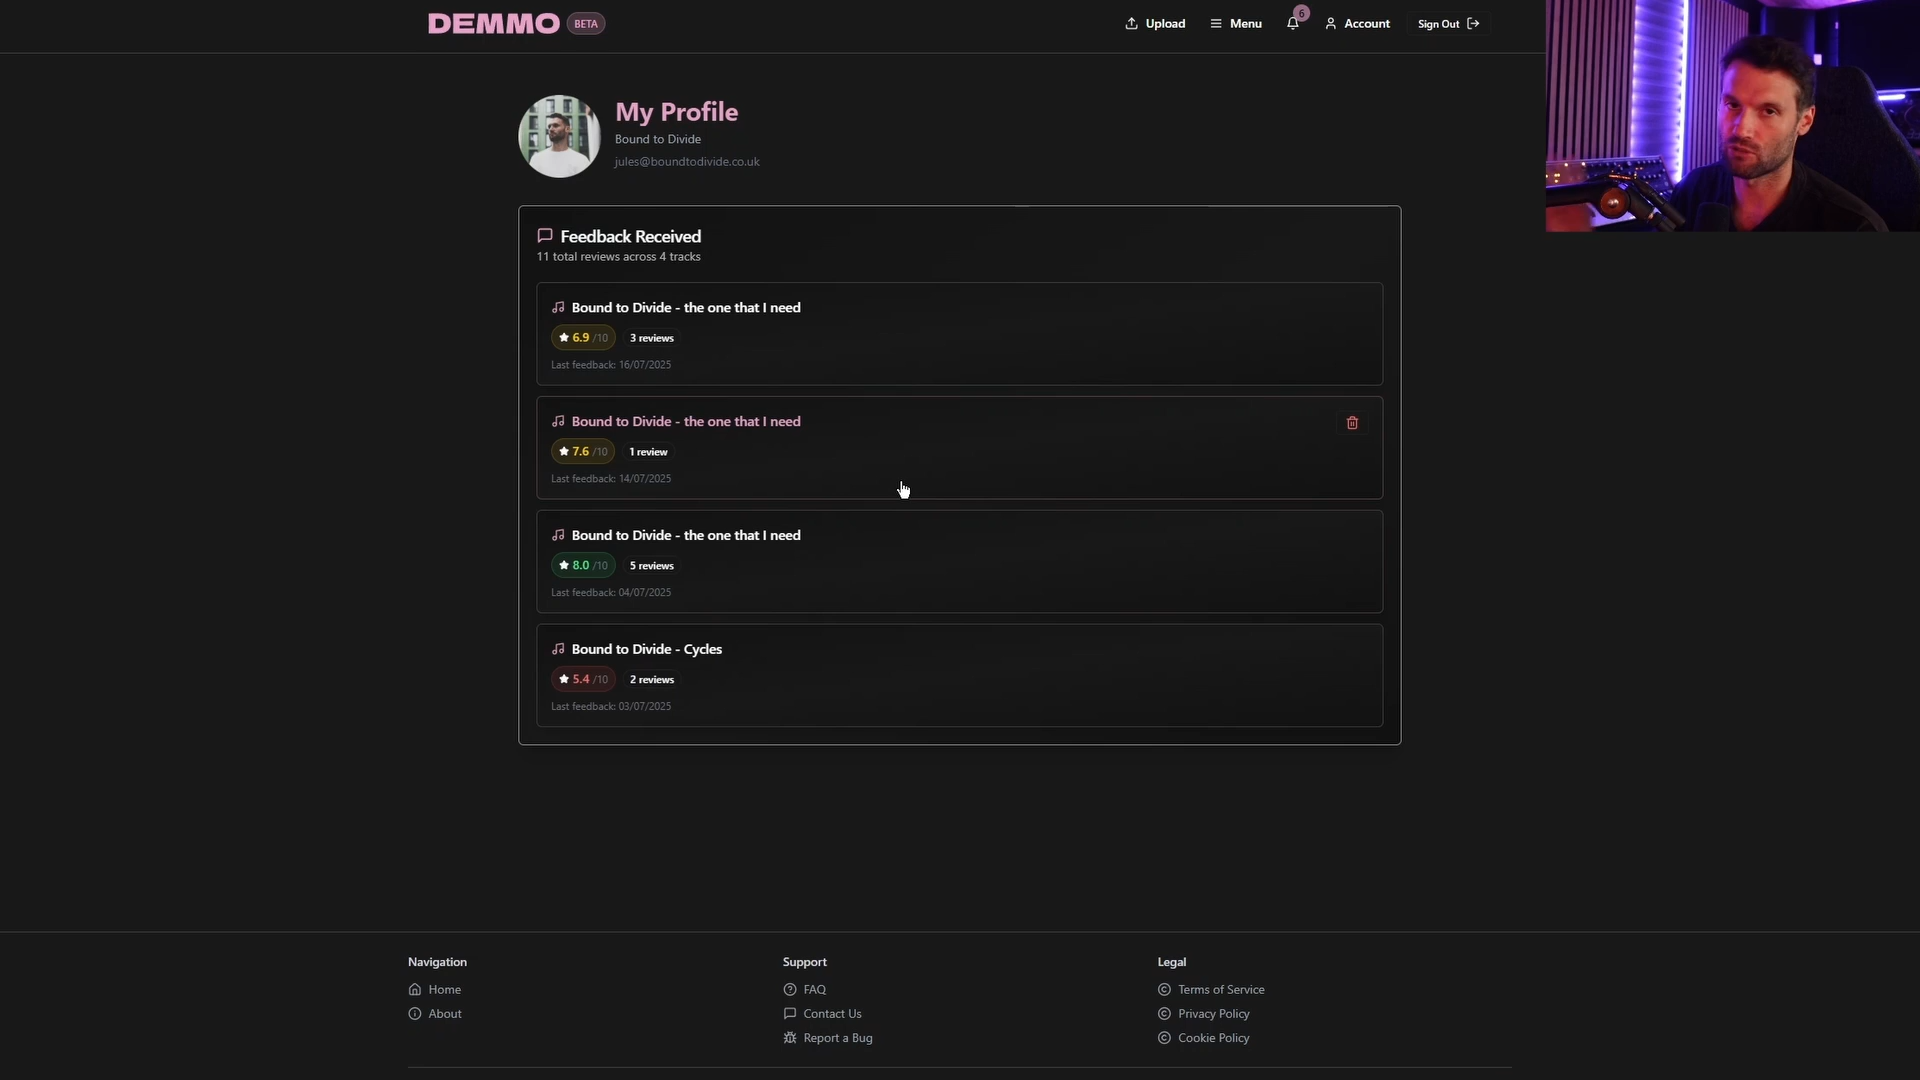 DEMMO BETA
Upload Menu 6 Account Sign Out
My Profile
Bound to Divide
jules@boundtodivide.co.uk
Feedback Received
11 total reviews across 4 tracks
Bound to Divide - the one that I need
6.9 /10 3 reviews
Last feedback: 16/07/2025
Bound to Divide - the one that I need
7.6 /10 1 review
Last feedback: 14/07/2025
Bound to Divide - the one that I need
8.0 /10 5 reviews
Last feedback: 04/07/2025
Bound to Divide - Cycles
5.4 /10 2 reviews
Last feedback: 03/07/2025
Navigation Support Legal
Home FAQ Terms of Service
About Contact Us Privacy Policy
Report a Bug Cookie Policy